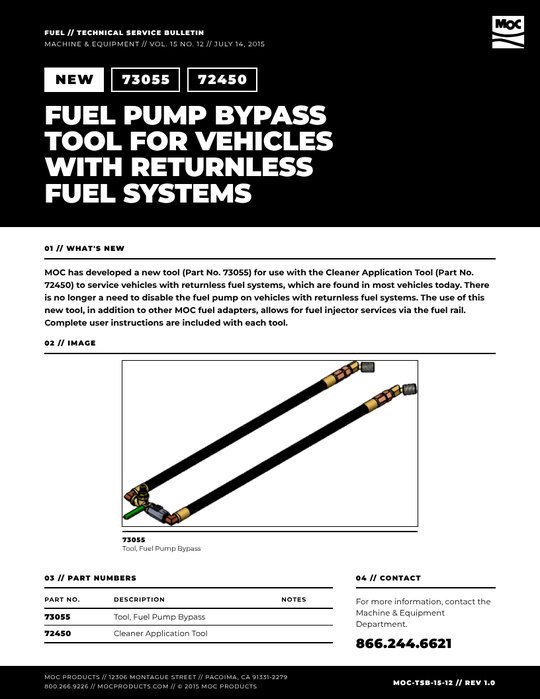 FUEL // TECHNICAL SERVICE BULLETIN
MACHINE & EQUIPMENT // VOL. 15 NO. 12 // JULY 14, 2015
MOC
NEW
73055
72450
FUEL PUMP BYPASS
TOOL FOR VEHICLES
WITH RETURNLESS
FUEL SYSTEMS
01 // WHAT'S NEW
MOC has developed a new tool (Part No. 73055) for use with the Cleaner Application Tool (Part No.
72450) to service vehicles with returnless fuel systems, which are found in most vehicles today. There
is no longer a need to disable the fuel pump on vehicles with returnless fuel systems. The use of this
new tool, in addition to other MOC fuel adapters, allows for fuel injector services via the fuel rail.
Complete user instructions are included with each tool.
02 // IMAGE
73055
Tool, Fuel Pump Bypass
03 // PART NUMBERS
PART NO. DESCRIPTION NOTES
73055 Tool, Fuel Pump Bypass
72450 Cleaner Application Tool
04 // CONTACT
For more information, contact the
Machine & Equipment
Department.
866.244.6621
MOC PRODUCTS // 12306 MONTAGUE STREET // PACOIMA, CA 91331-2279
800.266.9226 // MOCPRODUCTS.COM // © 2015 MOC PRODUCTS
MOC-TSB-15-12 // REV 1.0